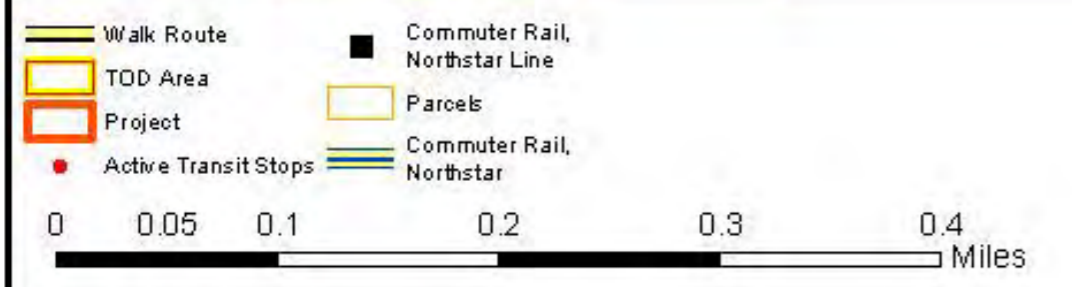 Walk Route
TOD Area
Project
Active Transit Stops
Commuter Rail,
Northstar Line
Parcels
Commuter Rail,
Northstar
0 0.05 0.1 0.2 0.3 0.4
Miles